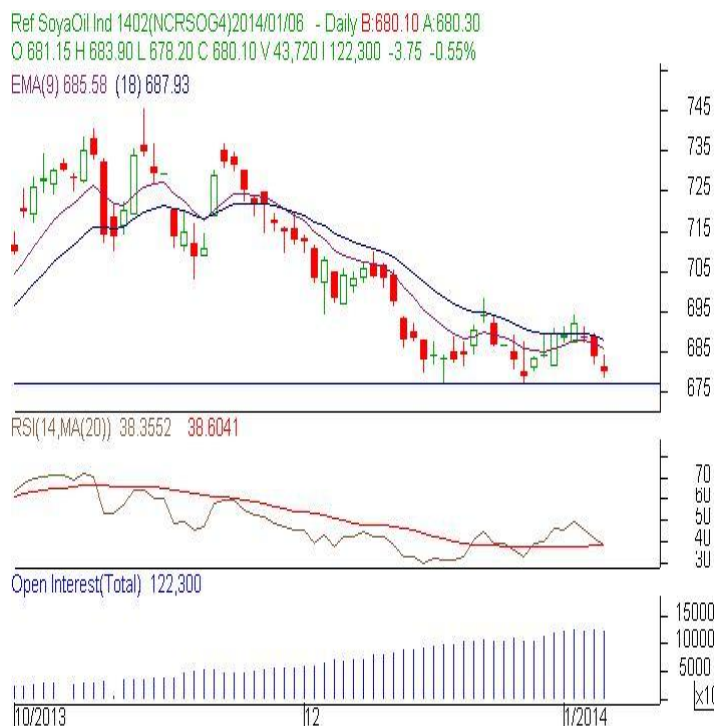 Ref SoyaOil Ind 1402(NCRSOG4)2014/01/06 - Daily B:680.10 A:680.30
O 681.15 H 683.90 L 678.20 C 680.10 V 43,720 I 122,300 -3.75 -0.55%
EMA(9) 685.58 (18) 687.93
745
735
725
715
705
695
685
675
RSI(14,MA(20)) 38.3552 38.6041
70
60
50
40
30
Open Interest(Total) 122,300
15000
10000
5000
x10
10/2013 12 1/2014